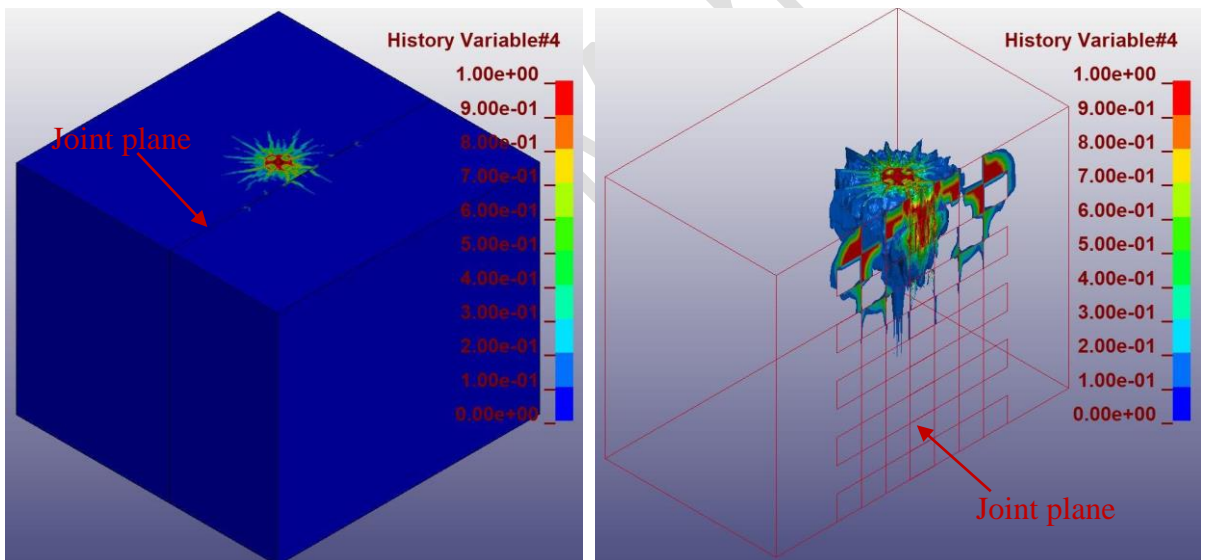 History Variable#4
1.00e+00
9.00e-01
8.00e-01
7.00e-01
6.00e-01
5.00e-01
4.00e-01
3.00e-01
2.00e-01
1.00e-01
0.00e+00
Joint plane
History Variable#4
1.00e+00
9.00e-01
8.00e-01
7.00e-01
6.00e-01
5.00e-01
4.00e-01
3.00e-01
2.00e-01
1.00e-01
0.00e+00
Joint plane